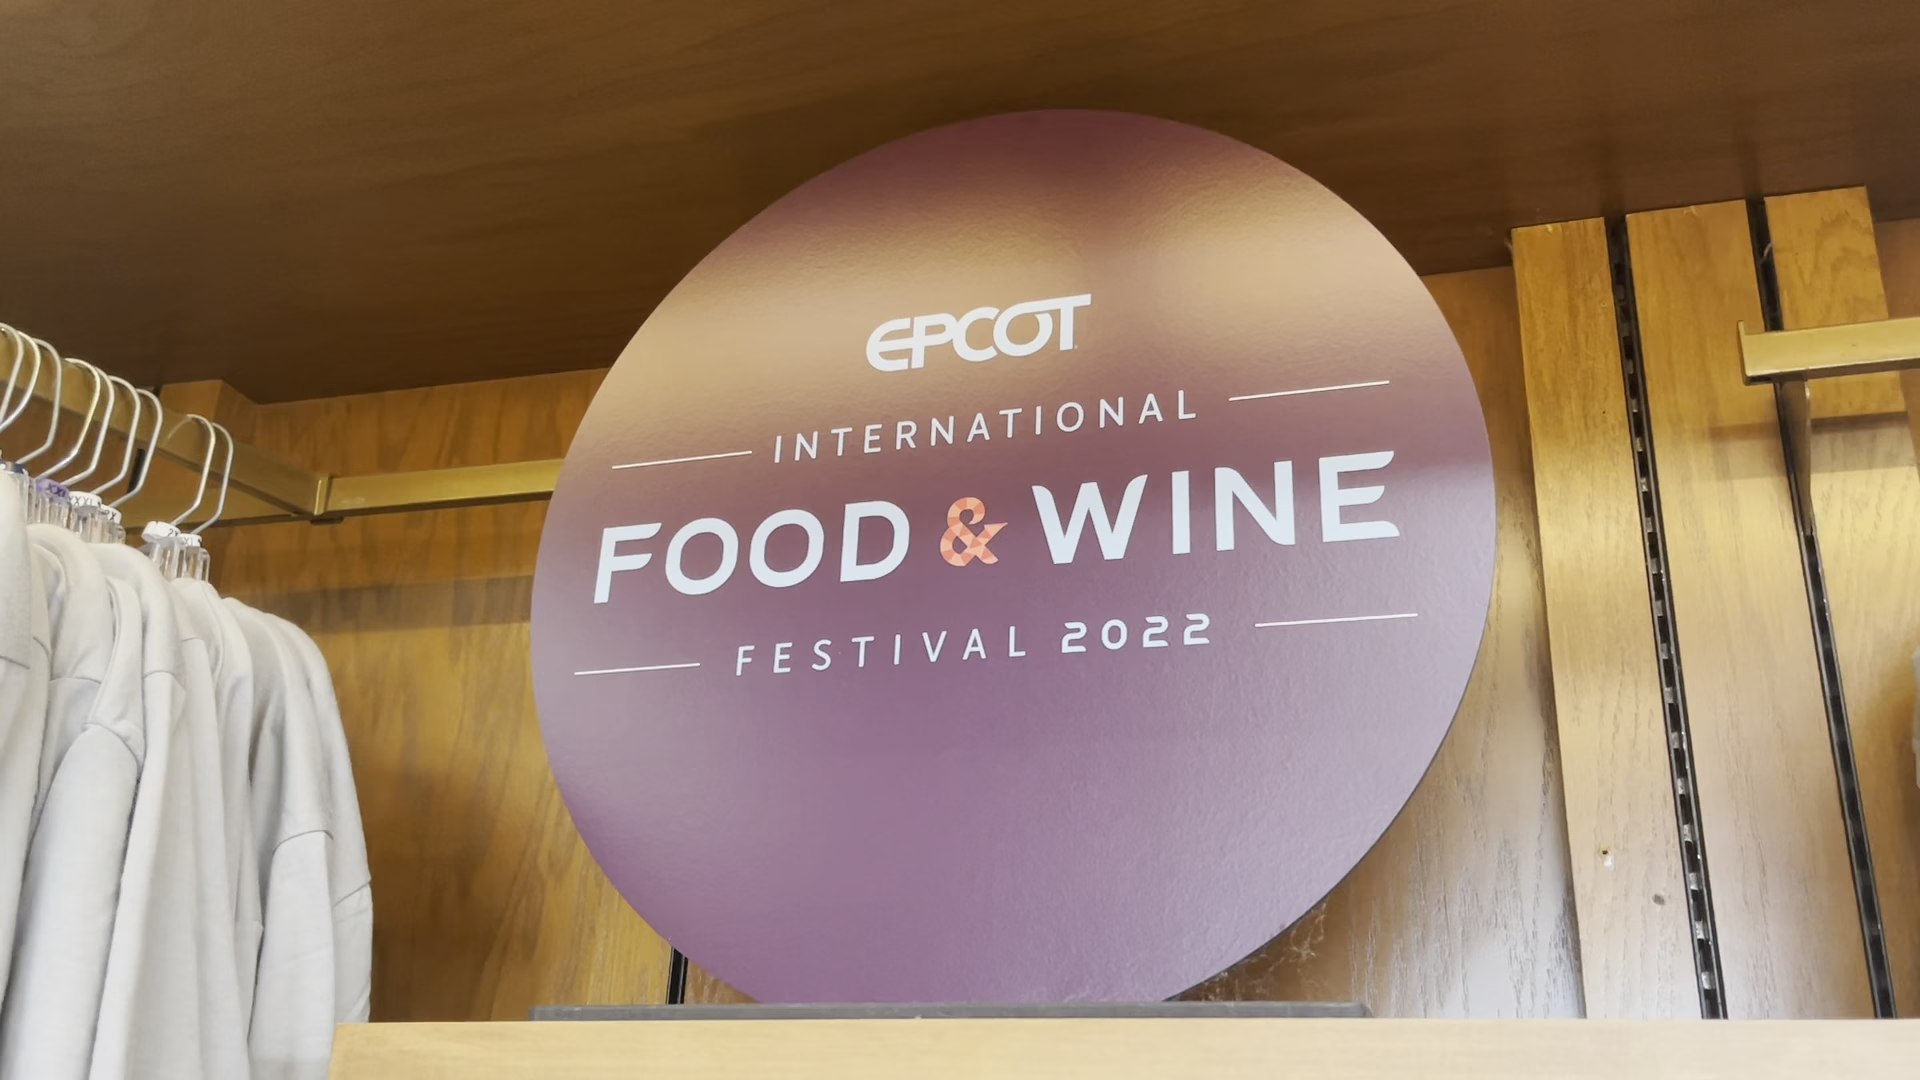 EPCOT
INTERNATIONAL
FOOD & WINE
FESTIVAL 2022